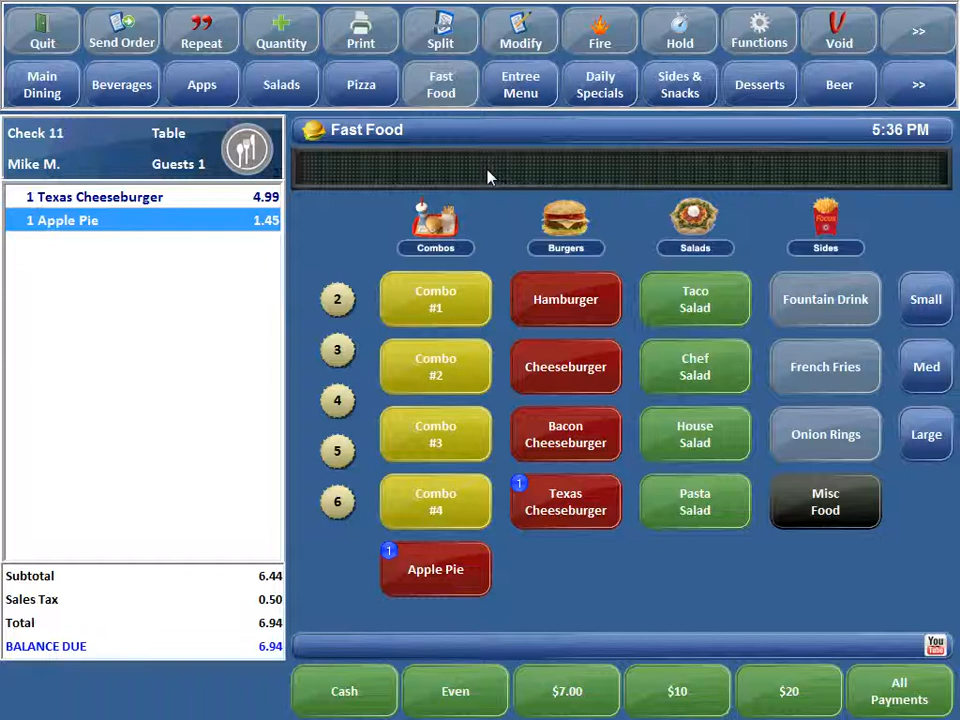 Quit
Send Order
Repeat
Quantity
Print
Split
Modify
Fire
Hold
Functions
Void
>>
Main
Dining
Beverages
Apps
Salads
Pizza
Fast
Food
Entree
Menu
Daily
Specials
Sides &
Snacks
Desserts
Beer
>>
Check 11 Table
Mike M. Guests 1
1 Texas Cheeseburger 4.99
1 Apple Pie 1.45
Subtotal 6.44
Sales Tax 0.50
Total 6.94
BALANCE DUE 6.94
Fast Food 5:36 PM
Combos
Burgers
Salads
Sides
2
Combo
#1
Hamburger
Taco
Salad
Fountain Drink
Small
3
Combo
#2
Cheeseburger
Chef
Salad
French Fries
Med
4
Combo
#3
Bacon
Cheeseburger
House
Salad
Onion Rings
Large
5
6
Combo
#4
1
Texas
Cheeseburger
Pasta
Salad
Misc
Food
1
Apple Pie
You
Tube
Cash
Even
$7.00
$10
$20
All
Payments